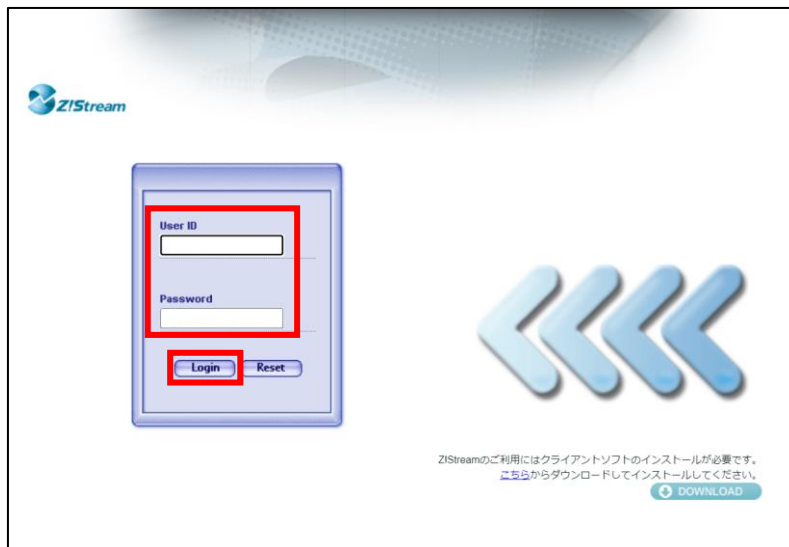 Z!Stream
User ID
Password
Login Reset
Z!Streamのご利用にはクライアントソフトのインストールが必要です。
こちらからダウンロードしてインストールしてください。
DOWNLOAD